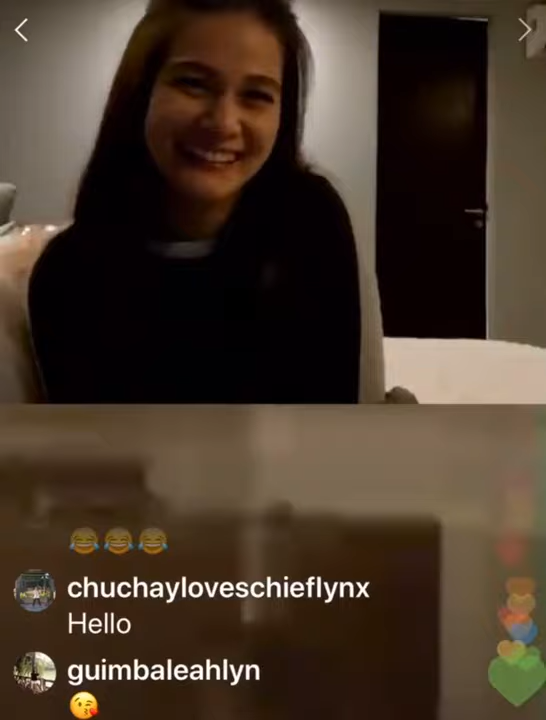 😂😂😂
chuchayloveschieflynx
Hello
guimbaleahlyn
😘